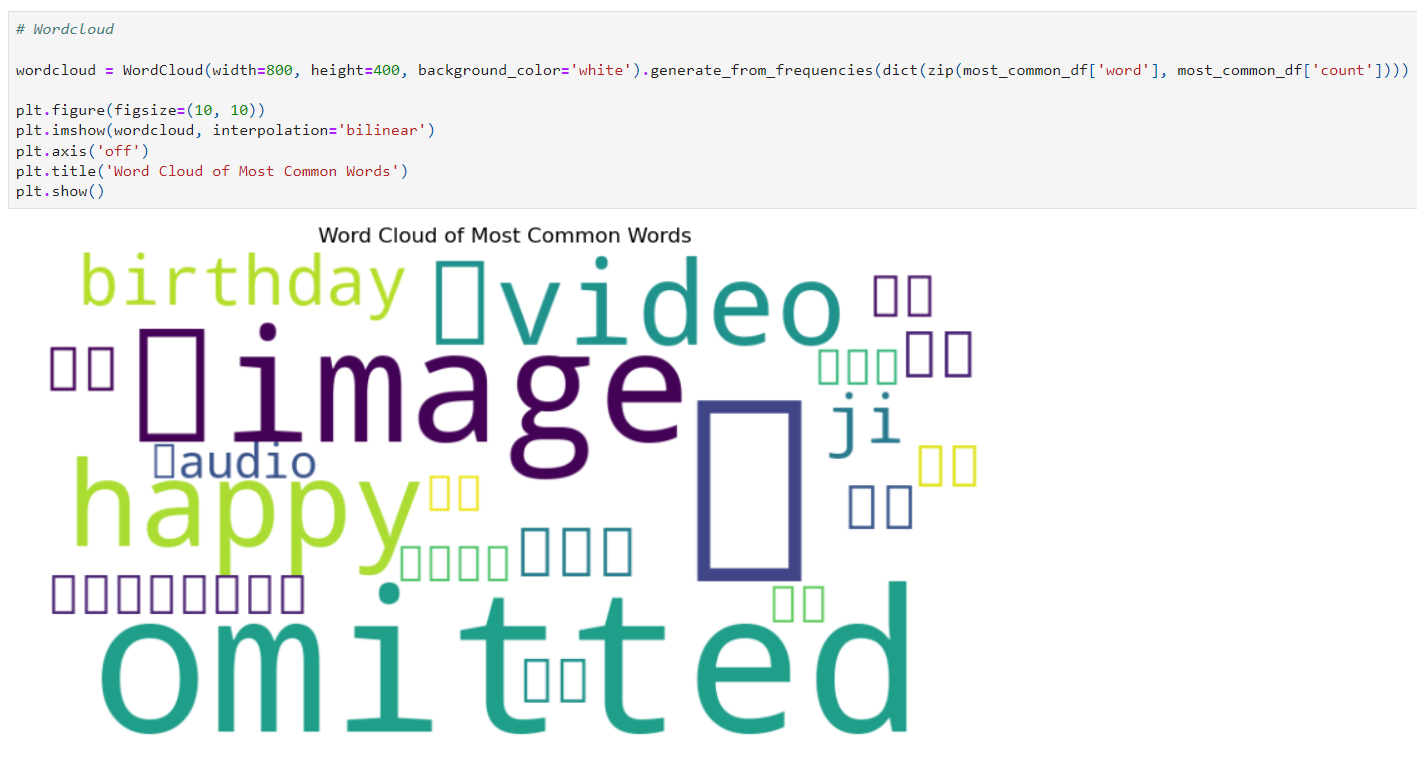 # Wordcloud
wordcloud = WordCloud(width=800, height=400, background_color='white').generate_from_frequencies(dict(zip(most_common_df['word'], most_common_df['count'])))
plt.figure(figsize=(10, 10))
plt.imshow(wordcloud, interpolation='bilinear')
plt.axis('off')
plt.title('Word Cloud of Most Common Words')
plt.show()
Word Cloud of Most Common Words
birthday
video
image
ji
audio
happy
omitted